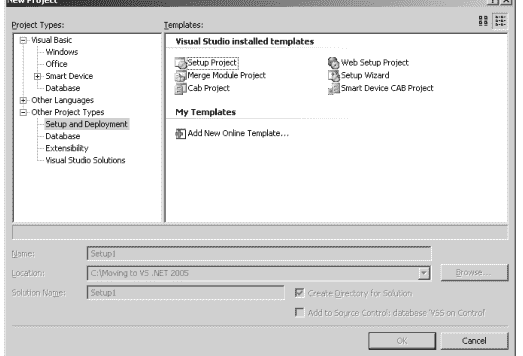 New Project
Project Types:
Templates:
Visual Basic
Windows
Office
Smart Device
Database
Other Languages
Other Project Types
Setup and Deployment
Database
Extensibility
Visual Studio Solutions
Visual Studio installed templates
Setup Project
Web Setup Project
Merge Module Project
Setup Wizard
Cab Project
Smart Device CAB Project
My Templates
Add New Online Template...
Name:
Setup1
Location:
C:\Moving to VS .NET 2005
Browse...
Solution Name:
Setup1
Create Directory for Solution
Add to Source Control: database 'VSS on Control'
OK
Cancel